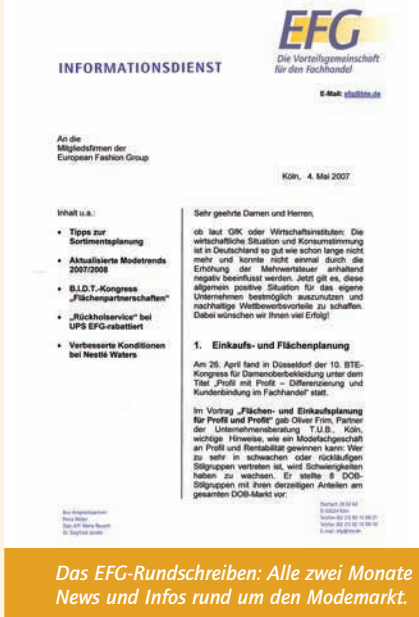 EFG
Die Vorteilsgemeinschaft
für den Fachhandel
INFORMATIONSDIENST
E-Mail: efg@bte.de
An die
Mitgliedsfirmen der
European Fashion Group
Köln, 4. Mai 2007
Inhalt u.a.:
• Tipps zur
Sortimentsplanung
• Aktualisierte Modetrends
2007/2008
• B.I.D.T.-Kongress
„Flächenpartnerschaften"
• „Rückholservice" bei
UPS EFG-rabattiert
• Verbesserte Konditionen
bei Nestlé Waters
Sehr geehrte Damen und Herren,
ob laut GfK oder Wirtschaftsinstituten: Die
wirtschaftliche Situation und Konsumstimmung
ist in Deutschland so gut wie schon lange nicht
mehr und konnte nicht einmal durch die
Erhöhung der Mehrwertsteuer anhaltend
negativ beeinflusst werden. Jetzt gilt es, diese
allgemein positive Situation für das eigene
Unternehmen bestmöglich auszunutzen und
nachhaltige Wettbewerbsvorteile zu schaffen.
Dabei wünschen wir Ihnen viel Erfolg!
1. Einkaufs- und Flächenplanung
Am 26. April fand in Düsseldorf der 10. BTE-
Kongress für Damenoberbekleidung unter dem
Titel „Profil mit Profit – Differenzierung und
Kundenbindung im Fachhandel" statt.
Im Vortrag „Flächen- und Einkaufsplanung
für Profil und Profit" gab Oliver Frim, Partner
der Unternehmensberatung T.U.B., Köln,
wichtige Hinweise, wie ein Modefachgeschäft
an Profil und Rentabilität gewinnen kann: Wer
zu sehr in schwachen oder rückläufigen
Stilgruppen vertreten ist, wird Schwierigkeiten
haben zu wachsen. Er stellte 8 DOB-
Stilgruppen mit ihren derzeitigen Anteilen am
gesamten DOB-Markt vor:
Ihre Ansprechpartner:
Das EFG-Rundschreiben: Alle zwei Monate
News und Infos rund um den Modemarkt.